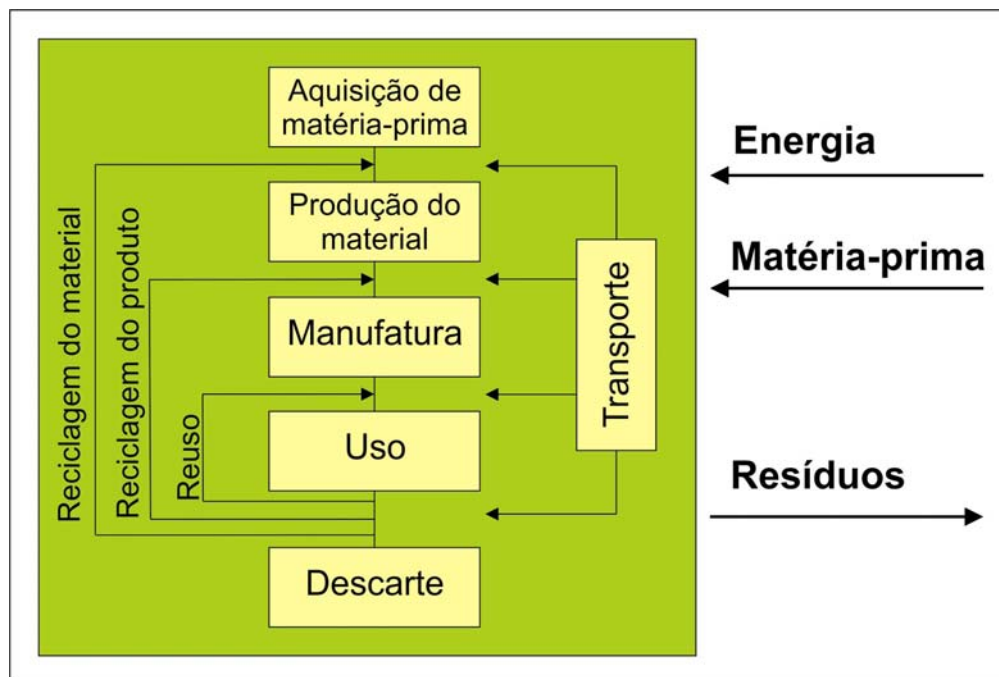 Aquisição de
matéria-prima
Produção do
material
Manufatura
Uso
Descarte
Reciclagem do material
Reciclagem do produto
Reuso
Transporte
Energia
Matéria-prima
Resíduos